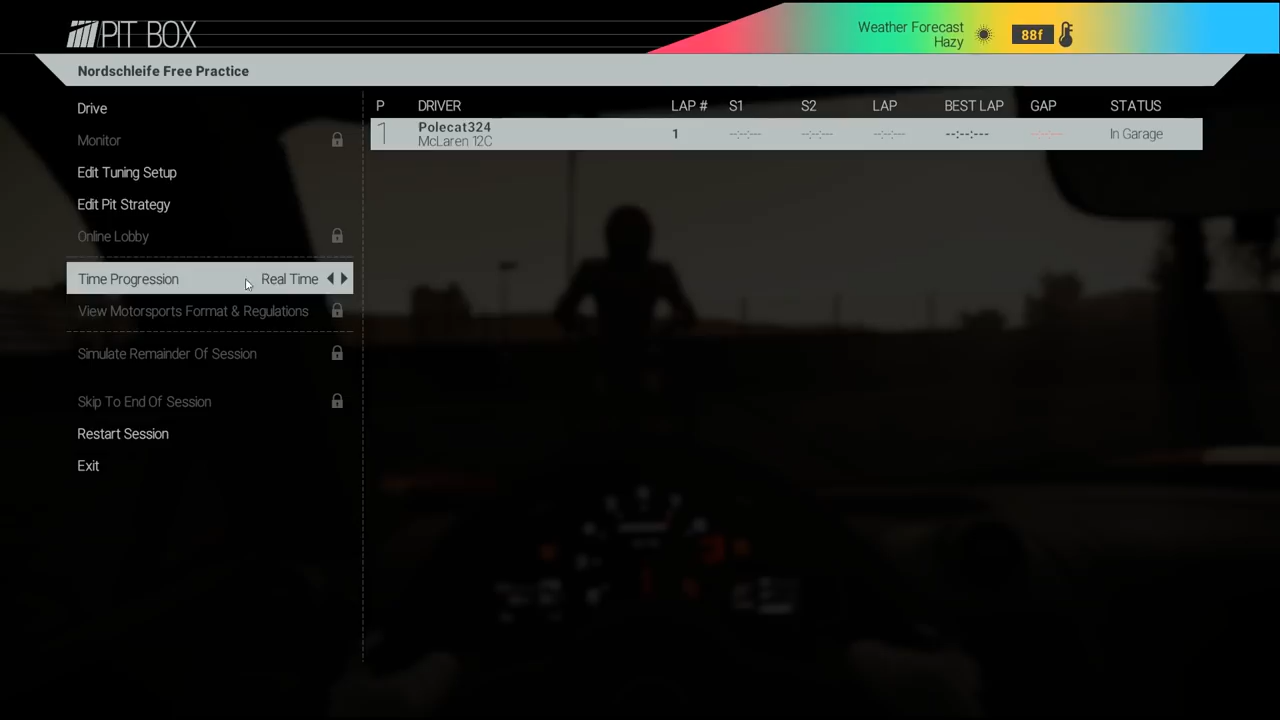 PIT BOX
Weather Forecast
Hazy
88f
Nordschleife Free Practice
Drive
Monitor
Edit Tuning Setup
Edit Pit Strategy
Online Lobby
Time Progression Real Time
View Motorsports Format & Regulations
Simulate Remainder Of Session
Skip To End Of Session
Restart Session
Exit
P DRIVER LAP # S1 S2 LAP BEST LAP GAP STATUS
1 Polecat324 1 --:--:--- --:--:--- --:--:--- --:--:--- --:--:--- In Garage
McLaren 12C